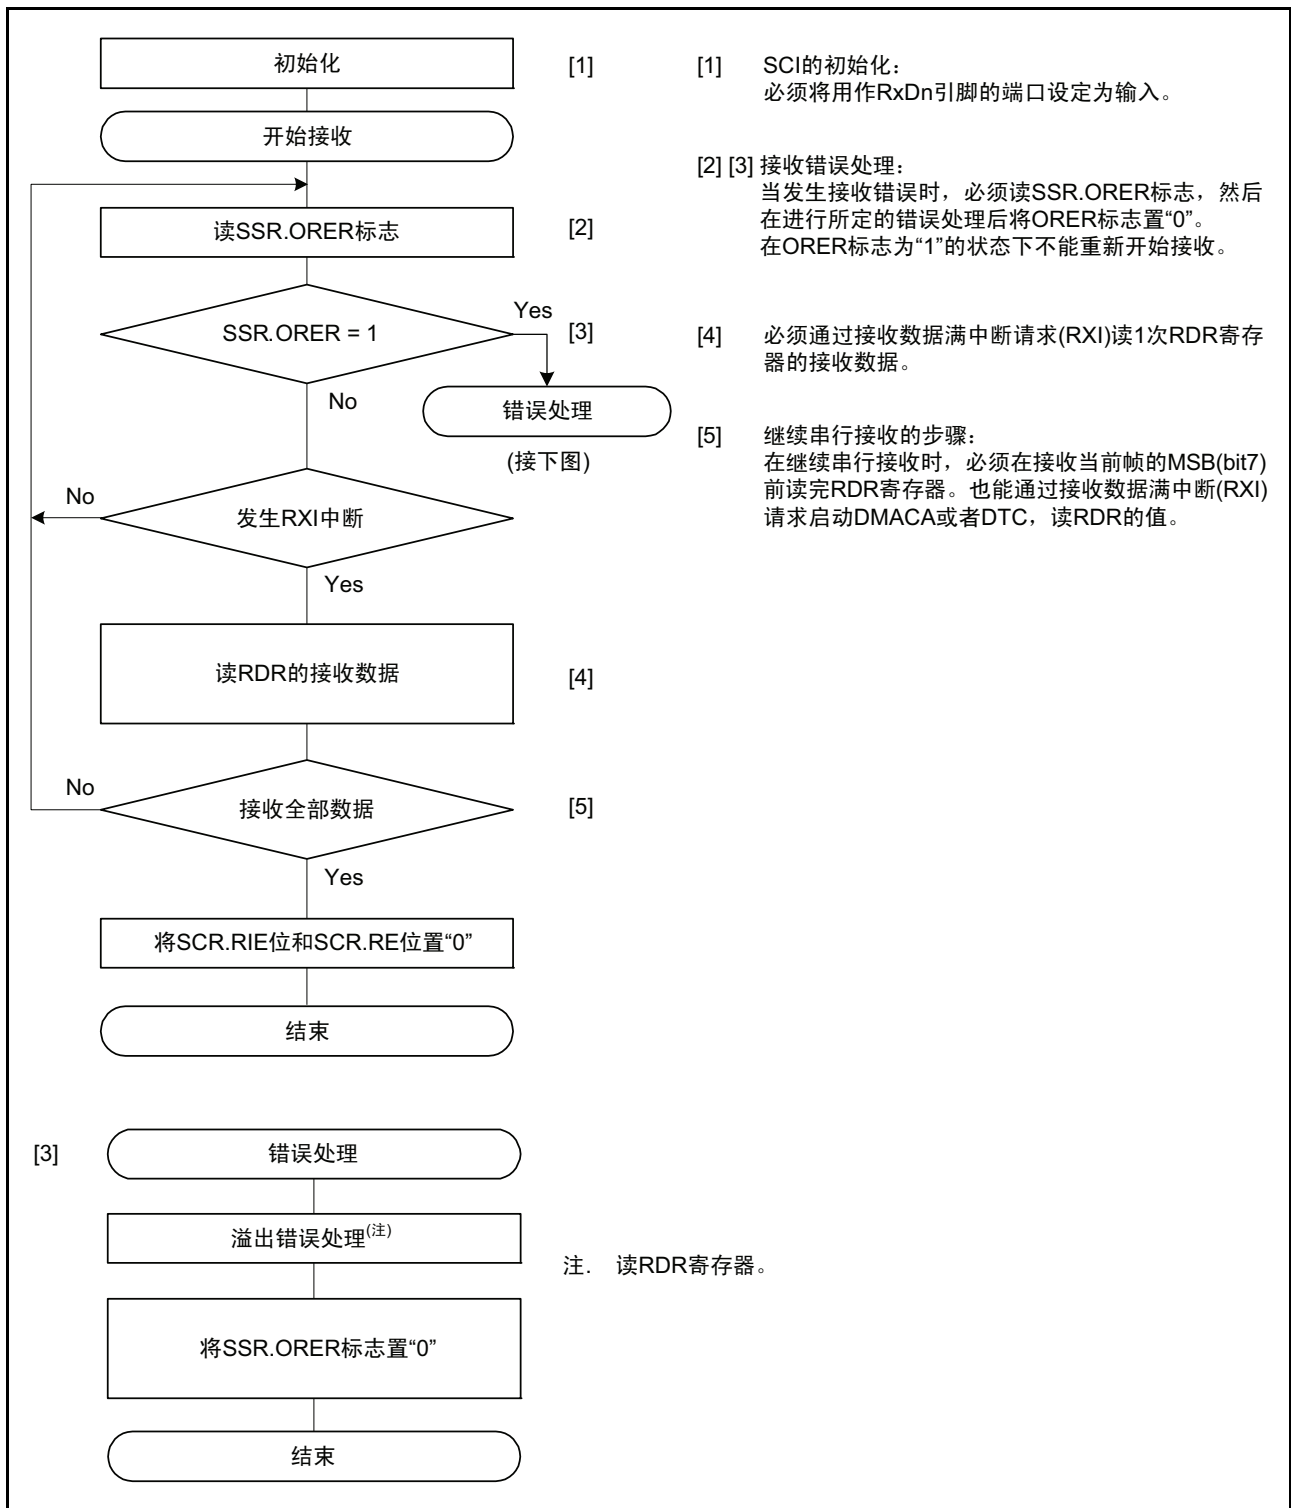 初始化
[1]
开始接收
读SSR.ORER标志
[2]
SSR.ORER = 1
Yes
[3]
No
错误处理
(接下图)
No
发生RXI中断
Yes
读RDR的接收数据
[4]
No
接收全部数据
[5]
Yes
将SCR.RIE位和SCR.RE位置“0”
结束
[1] SCI的初始化：
必须将用作RxDn引脚的端口设定为输入。
[2] [3] 接收错误处理：
当发生接收错误时，必须读SSR.ORER标志，然后
在进行所定的错误处理后将ORER标志置“0”。
在ORER标志为“1”的状态下不能重新开始接收。
[4] 必须通过接收数据满中断请求(RXI)读1次RDR寄存
器的接收数据。
[5] 继续串行接收的步骤：
在继续串行接收时，必须在接收当前帧的MSB(bit7)
前读完RDR寄存器。也能通过接收数据满中断(RXI)
请求启动DMACA或者DTC，读RDR的值。
[3]
错误处理
溢出错误处理(注)
将SSR.ORER标志置“0”
结束
注. 读RDR寄存器。